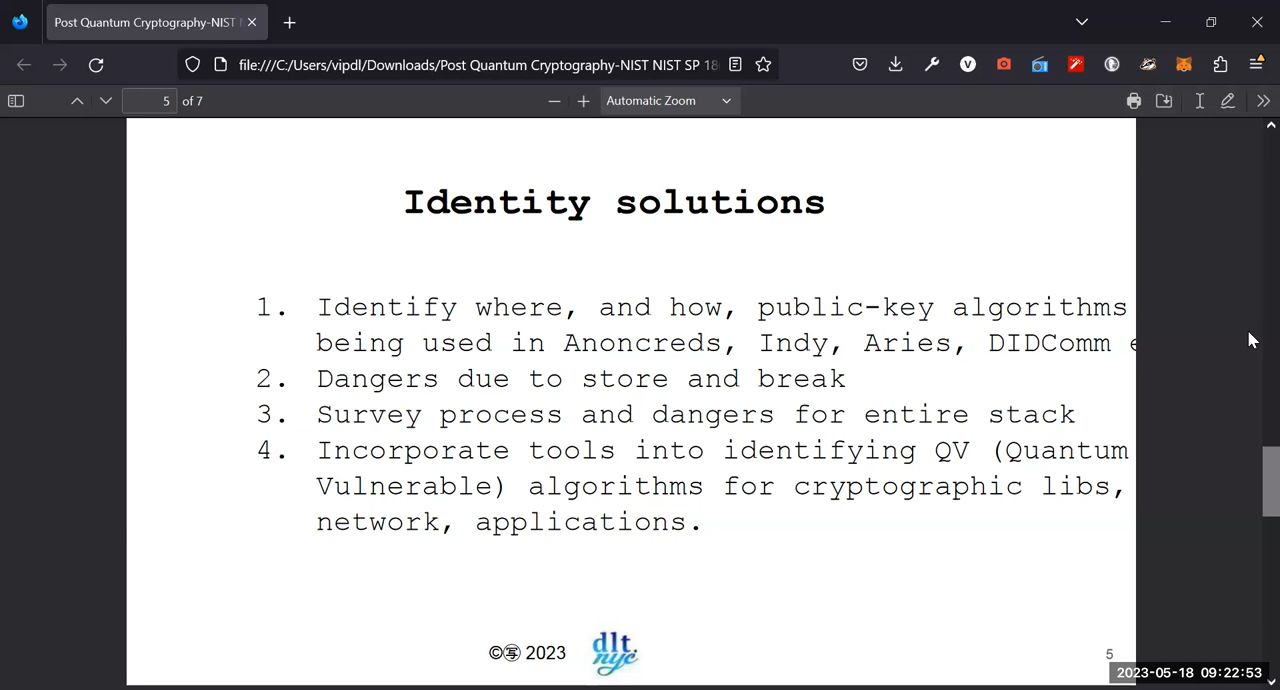 Post Quantum Cryptography-NIST
file:///C:/Users/vipdl/Downloads/Post Quantum Cryptography-NIST NIST SP 18
5 of 7
Automatic Zoom
Identity solutions
1. Identify where, and how, public-key algorithms
being used in Anoncreds, Indy, Aries, DIDComm e
2. Dangers due to store and break
3. Survey process and dangers for entire stack
4. Incorporate tools into identifying QV (Quantum
Vulnerable) algorithms for cryptographic libs,
network, applications.
©写 2023 dlt.nyc
5
2023-05-18 09:22:53